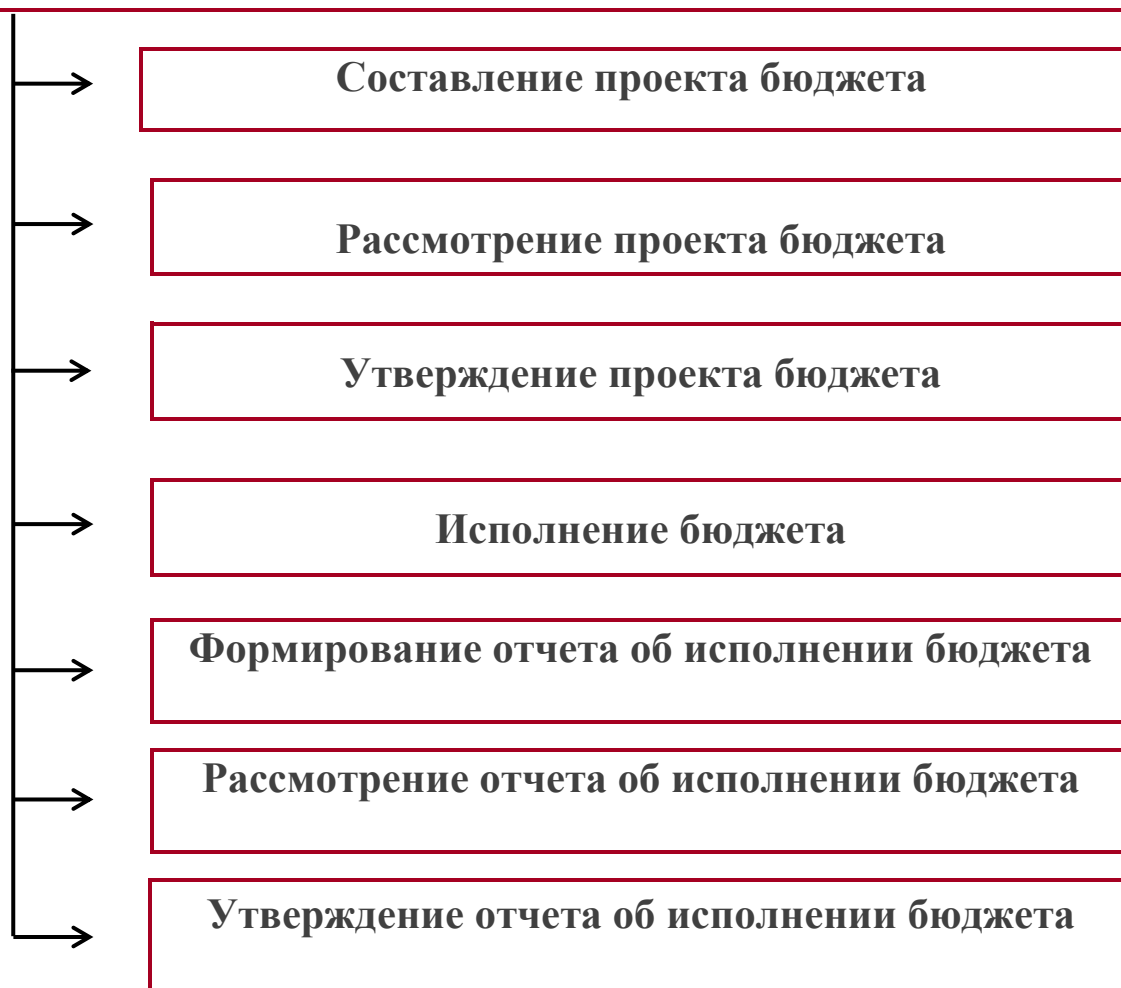 Составление проекта бюджета
Рассмотрение проекта бюджета
Утверждение проекта бюджета
Исполнение бюджета
Формирование отчета об исполнении бюджета
Рассмотрение отчета об исполнении бюджета
Утверждение отчета об исполнении бюджета